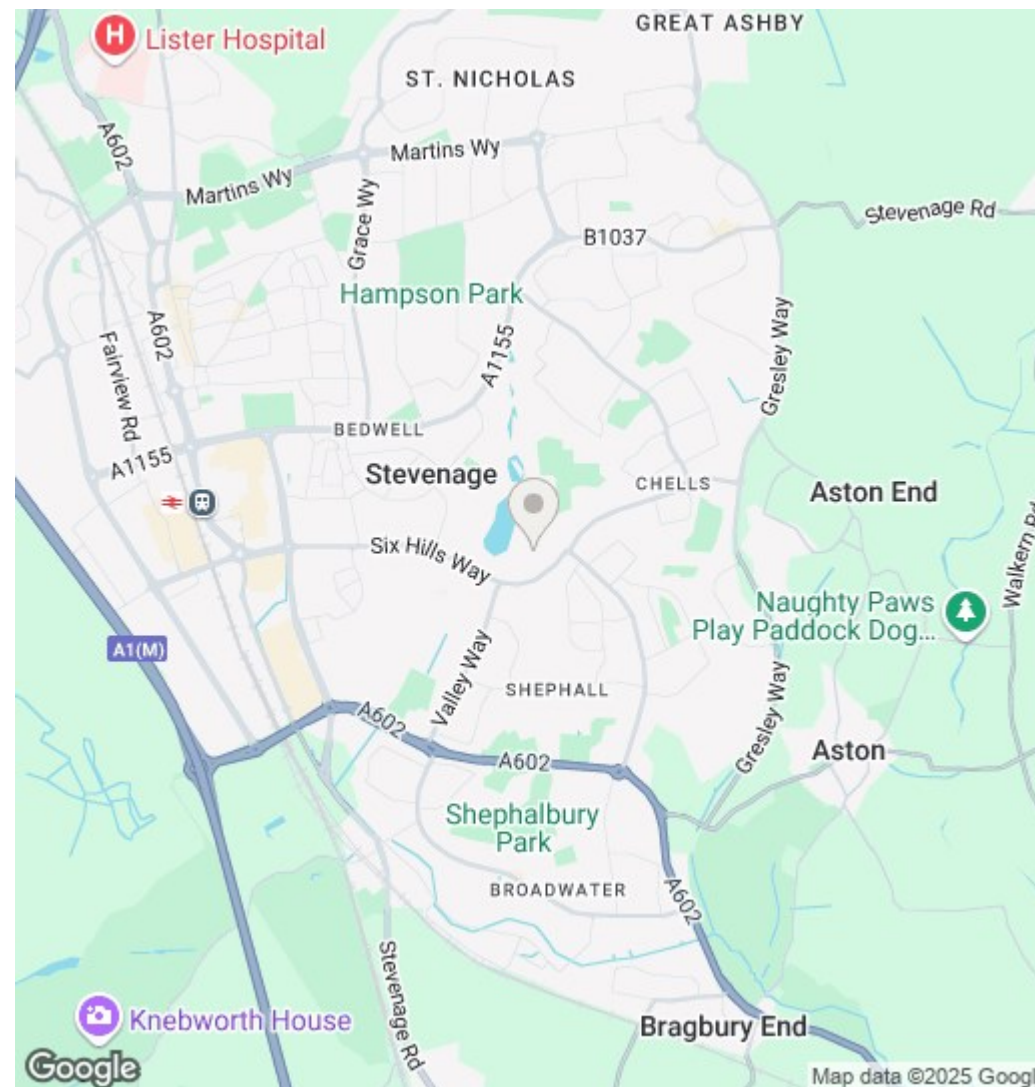 GREAT ASHBY
H
Lister Hospital
ST. NICHOLAS
A602
Martins Wy
Martins Wy
Grace Wy
Stevenage Rd
B1037
Hampson Park
A602
Fairview Rd
A1155
Gresley Way
BEDWELL
A1155
Stevenage
CHELLS
Aston End
Six Hills Way
Walkern Rd
Naughty Paws
Play Paddock Dog...
A1(M)
Valley Way
SHEPHALL
Gresley Way
A602
A602
Aston
Shephalbury
Park
BROADWATER
A602
Stevenage Rd
Knebworth House
Bragbury End
Google
Map data ©2025 Googl